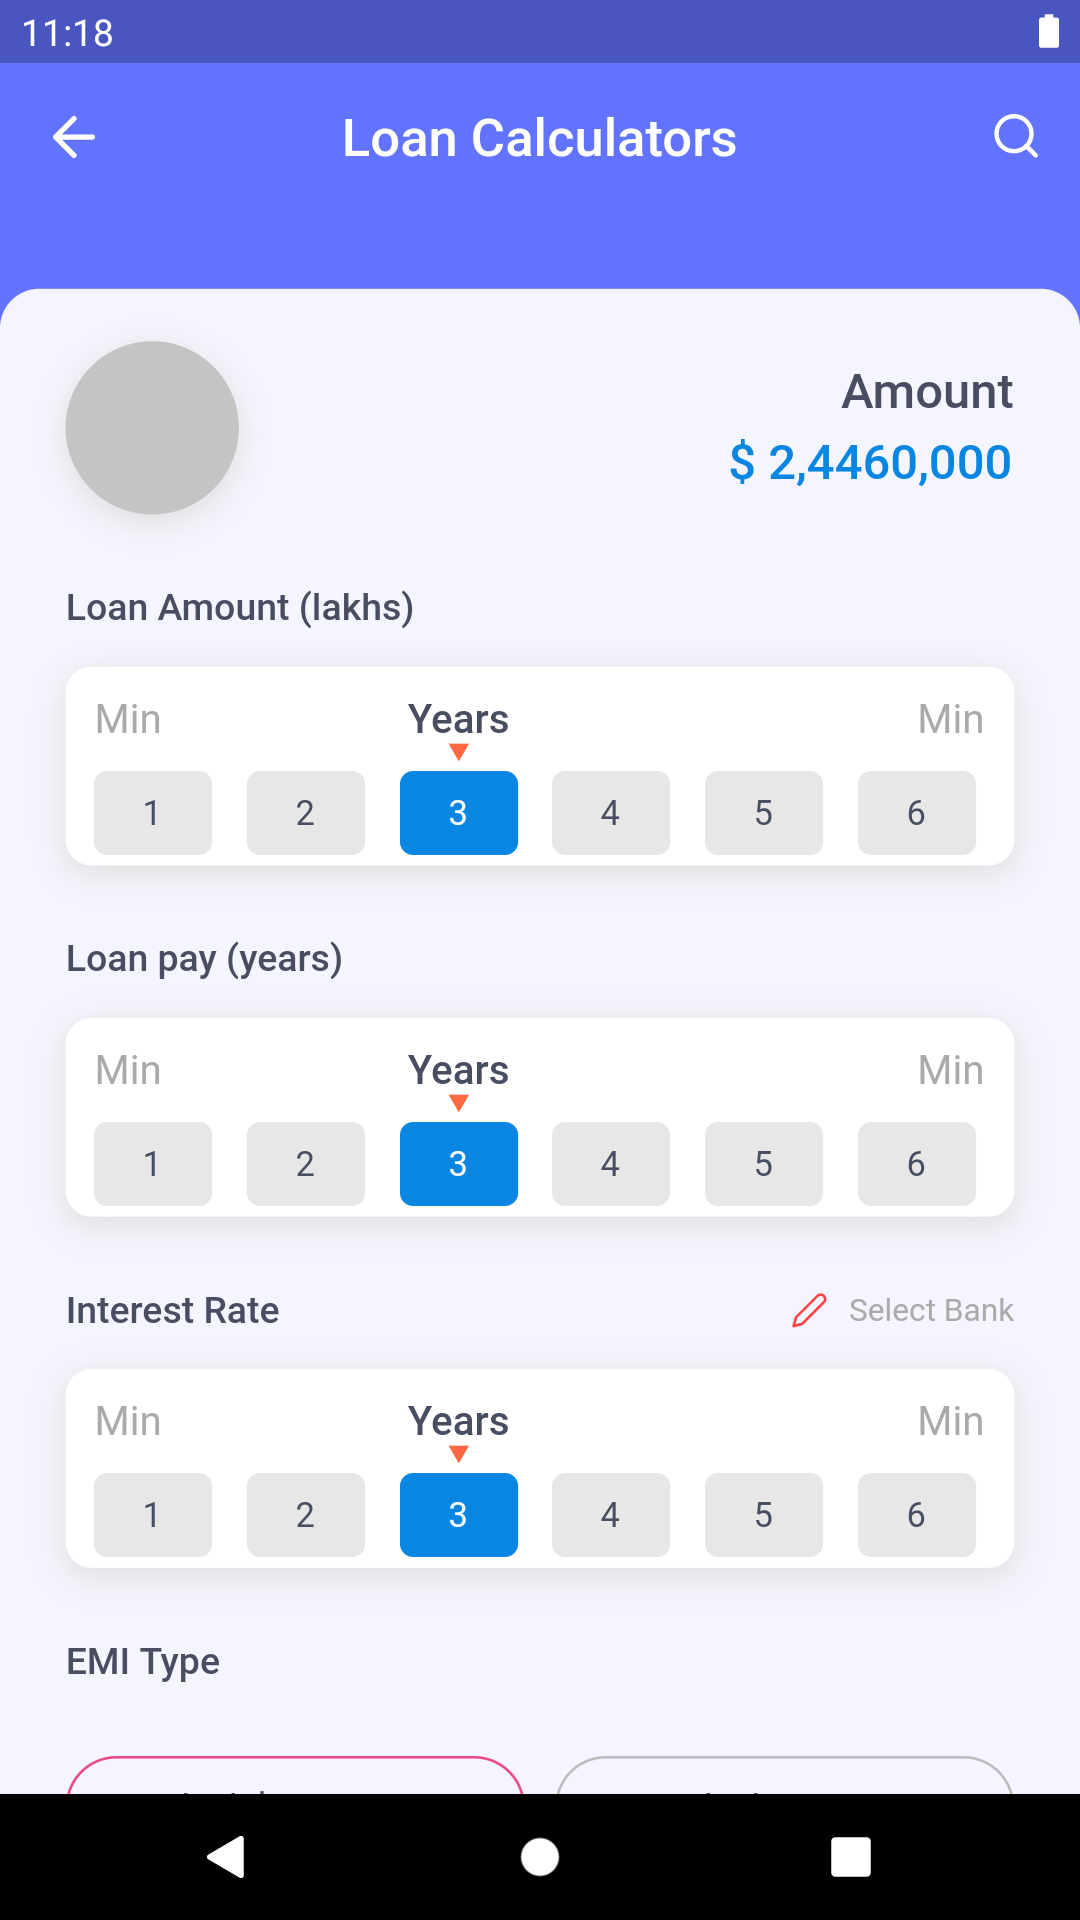 11:18
Loan Calculators
Amount
$ 2,4460,000
Loan Amount (lakhs)
Min Years Min
1 2 3 4 5 6
Loan pay (years)
Min Years Min
1 2 3 4 5 6
Interest Rate Select Bank
Min Years Min
1 2 3 4 5 6
EMI Type